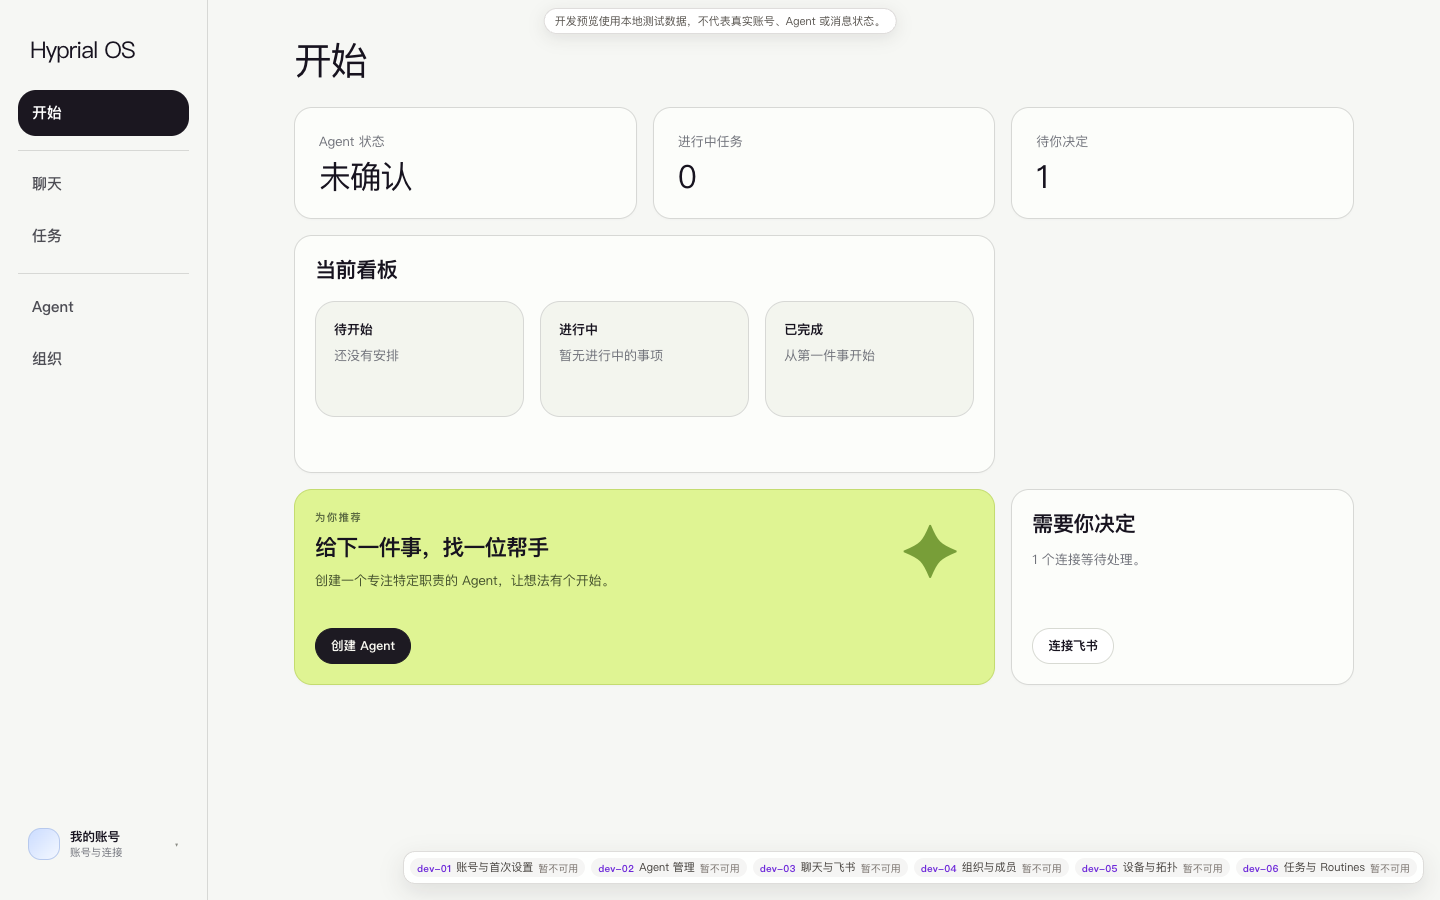 开发预览使用本地测试数据，不代表真实账号、Agent 或消息状态。
Hyprial OS
开始
聊天
任务
Agent
组织
我的账号
账号与连接
开始
Agent 状态
未确认
进行中任务
0
待你决定
1
当前看板
待开始
还没有安排
进行中
暂无进行中的事项
已完成
从第一件事开始
为你推荐
给下一件事，找一位帮手
创建一个专注特定职责的 Agent，让想法有个开始。
创建 Agent
需要你决定
1 个连接等待处理。
连接飞书
dev-01 账号与首次设置 暂不可用
dev-02 Agent 管理 暂不可用
dev-03 聊天与飞书 暂不可用
dev-04 组织与成员 暂不可用
dev-05 设备与拓扑 暂不可用
dev-06 任务与 Routines 暂不可用